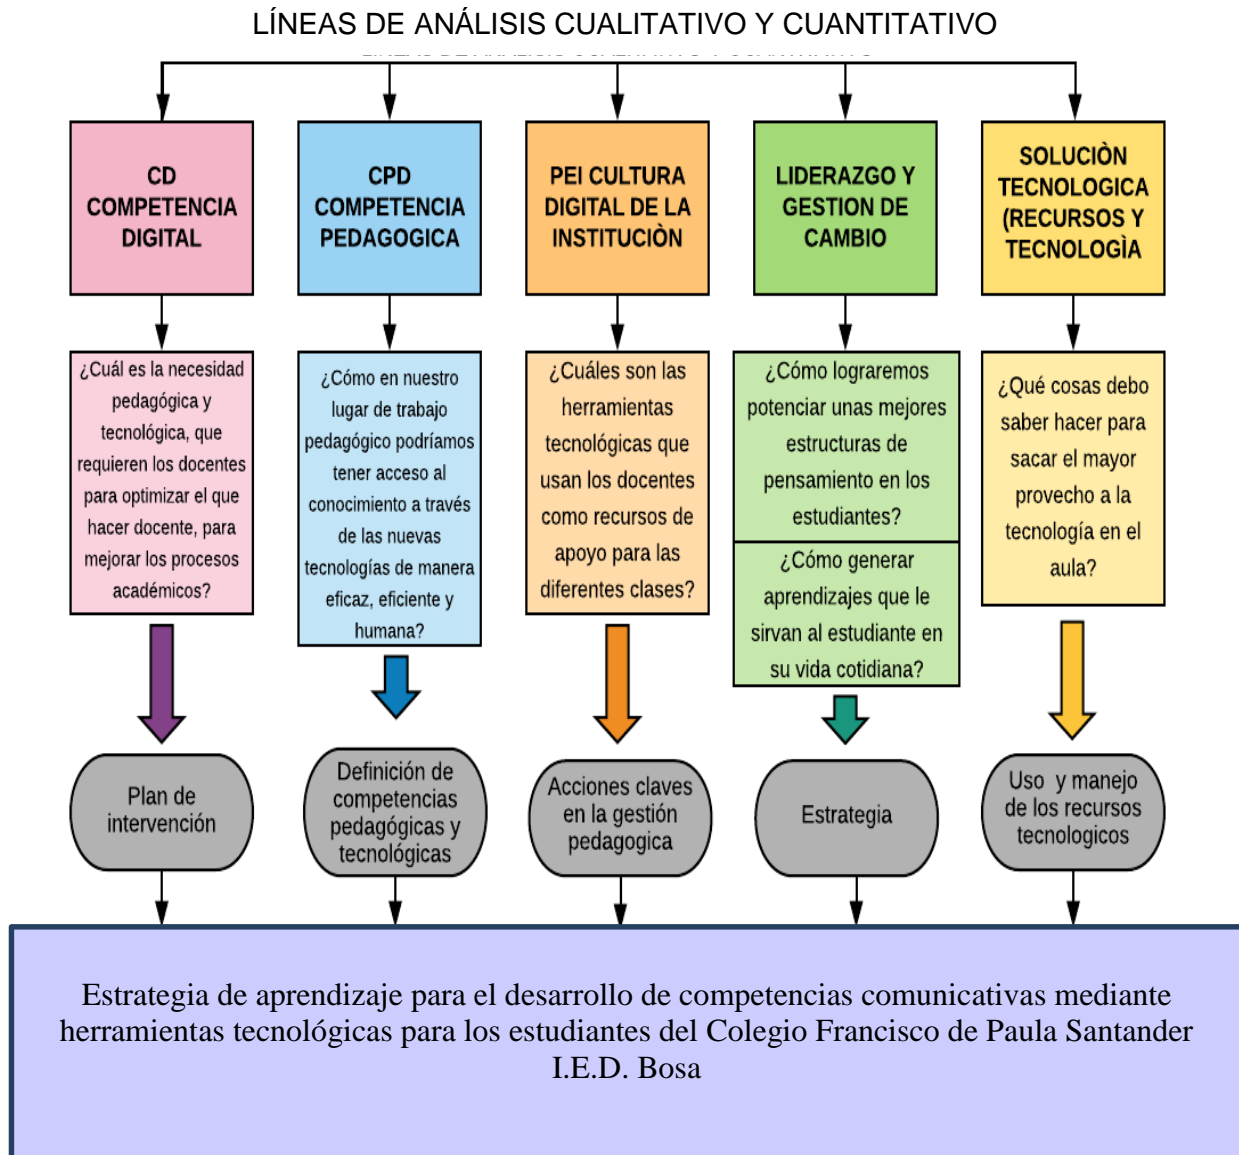 LÍNEAS DE ANÁLISIS CUALITATIVO Y CUANTITATIVO
CD
COMPETENCIA
DIGITAL
CPD
COMPETENCIA
PEDAGOGICA
PEI CULTURA
DIGITAL DE LA
INSTITUCIÒN
LIDERAZGO Y
GESTION DE
CAMBIO
SOLUCIÒN
TECNOLOGICA
(RECURSOS Y
TECNOLOGÌA
¿Cuál es la necesidad
pedagógica y
tecnológica, que
requieren los docentes
para optimizar el que
hacer docente, para
mejorar los procesos
académicos?
¿Cómo en nuestro
lugar de trabajo
pedagógico podríamos
tener acceso al
conocimiento a través
de las nuevas
tecnologías de manera
eficaz, eficiente y
humana?
¿Cuáles son las
herramientas
tecnológicas que
usan los docentes
como recursos de
apoyo para las
diferentes clases?
¿Cómo lograremos
potenciar unas mejores
estructuras de
pensamiento en los
estudiantes?
¿Cómo generar
aprendizajes que le
sirvan al estudiante en
su vida cotidiana?
¿Qué cosas debo
saber hacer para
sacar el mayor
provecho a la
tecnología en el
aula?
Plan de
intervención
Definición de
competencias
pedagógicas y
tecnológicas
Acciones claves
en la gestión
pedagogica
Estrategia
Uso y manejo
de los recursos
tecnologicos
Estrategia de aprendizaje para el desarrollo de competencias comunicativas mediante
herramientas tecnológicas para los estudiantes del Colegio Francisco de Paula Santander
I.E.D. Bosa